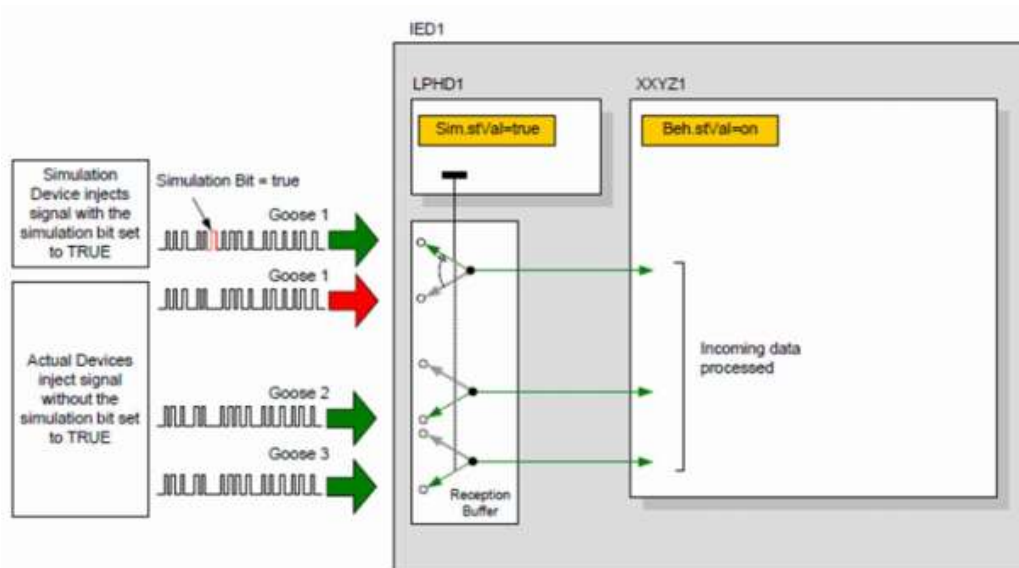 IED1
LPHD1
XXYZ1
Sim.stVal=true
Beh.stVal=on
Simulation
Device injects
signal with the
simulation bit set
to TRUE
Simulation Bit = true
Goose 1
Goose 1
Actual Devices
inject signal
without the
simulation bit set
to TRUE
Goose 2
Goose 3
Incoming data
processed
Reception
Buffer